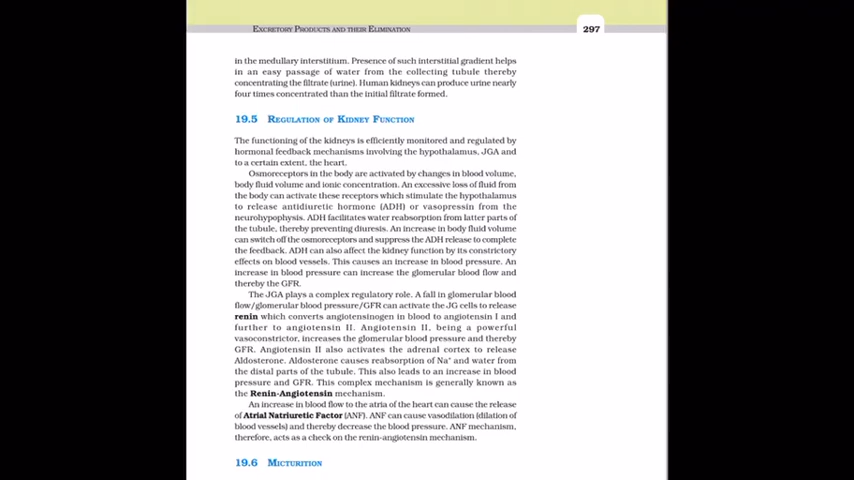 EXCRETORY PRODUCTS AND THEIR ELIMINATION 297
in the medullary interstitium. Presence of such interstitial gradient helps
in an easy passage of water from the collecting tubule thereby
concentrating the filtrate (urine). Human kidneys can produce urine nearly
four times concentrated than the initial filtrate formed.
19.5 REGULATION OF KIDNEY FUNCTION
The functioning of the kidneys is efficiently monitored and regulated by
hormonal feedback mechanisms involving the hypothalamus, JGA and
to a certain extent, the heart.
Osmoreceptors in the body are activated by changes in blood volume,
body fluid volume and ionic concentration. An excessive loss of fluid from
the body can activate these receptors which stimulate the hypothalamus
to release antidiuretic hormone (ADH) or vasopressin from the
neurohypophysis. ADH facilitates water reabsorption from latter parts of
the tubule, thereby preventing diuresis. An increase in body fluid volume
can switch off the osmoreceptors and suppress the ADH release to complete
the feedback. ADH can also affect the kidney function by its constrictory
effects on blood vessels. This causes an increase in blood pressure. An
increase in blood pressure can increase the glomerular blood flow and
thereby the GFR.
The JGA plays a complex regulatory role. A fall in glomerular blood
flow/glomerular blood pressure/GFR can activate the JG cells to release
renin which converts angiotensinogen in blood to angiotensin I and
further to angiotensin II. Angiotensin II, being a powerful
vasoconstrictor, increases the glomerular blood pressure and thereby
GFR. Angiotensin II also activates the adrenal cortex to release
Aldosterone. Aldosterone causes reabsorption of Na⁺ and water from
the distal parts of the tubule. This also leads to an increase in blood
pressure and GFR. This complex mechanism is generally known as
the Renin-Angiotensin mechanism.
An increase in blood flow to the atria of the heart can cause the release
of Atrial Natriuretic Factor (ANF). ANF can cause vasodilation (dilation of
blood vessels) and thereby decrease the blood pressure. ANF mechanism,
therefore, acts as a check on the renin-angiotensin mechanism.
19.6 MICTURITION